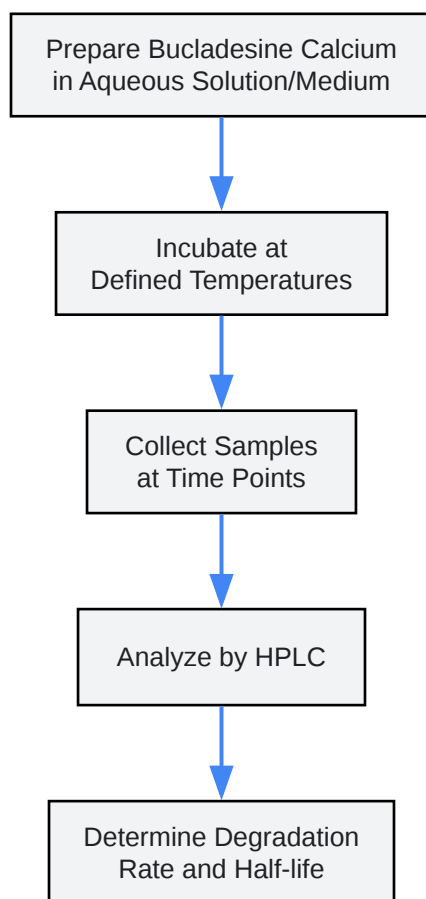 Prepare Bucladesine Calcium
in Aqueous Solution/Medium
Incubate at
Defined Temperatures
Collect Samples
at Time Points
Analyze by HPLC
Determine Degradation
Rate and Half-life